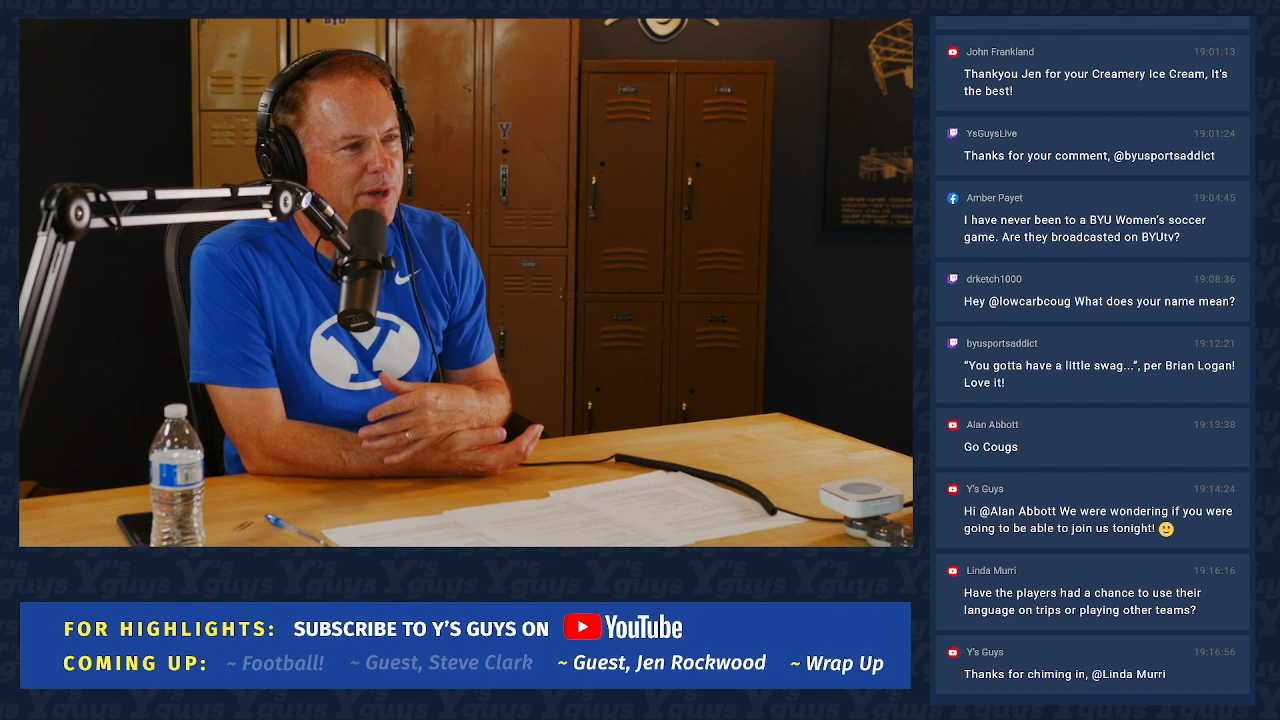 BYU
Y
Y
John Frankland 19:01:13
Thankyou Jen for your Creamery Ice Cream, It's
the best!
YsGuysLive 19:01:24
Thanks for your comment, @byusportsaddict
Amber Payet 19:04:45
I have never been to a BYU Women's soccer
game. Are they broadcasted on BYUtv?
drketch1000 19:08:36
Hey @lowcarbcoug What does your name mean?
byusportsaddict 19:12:21
“You gotta have a little swag...”, per Brian Logan!
Love it!
Alan Abbott 19:13:38
Go Cougs
Y's Guys 19:14:24
Hi @Alan Abbott We were wondering if you were
going to be able to join us tonight! 🙂
Linda Murri 19:16:16
Have the players had a chance to use their
language on trips or playing other teams?
Y's Guys 19:16:56
Thanks for chiming in, @Linda Murri
FOR HIGHLIGHTS: SUBSCRIBE TO Y'S GUYS ON YouTube
COMING UP: ~ Football! ~ Guest, Steve Clark ~ Guest, Jen Rockwood ~ Wrap Up